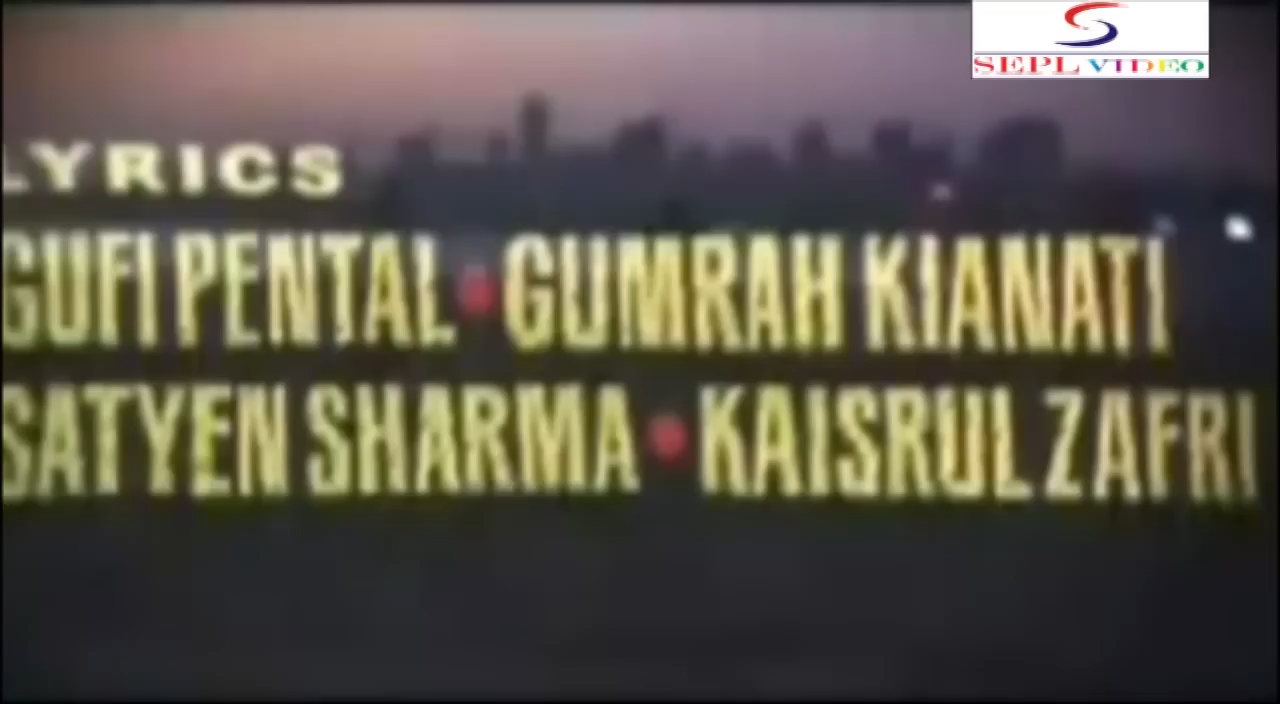 SEPL VIDEO
LYRICS
GUFI PENTAL • GUMRAH KIANATI
SATYEN SHARMA • KAISRUL ZAFRI